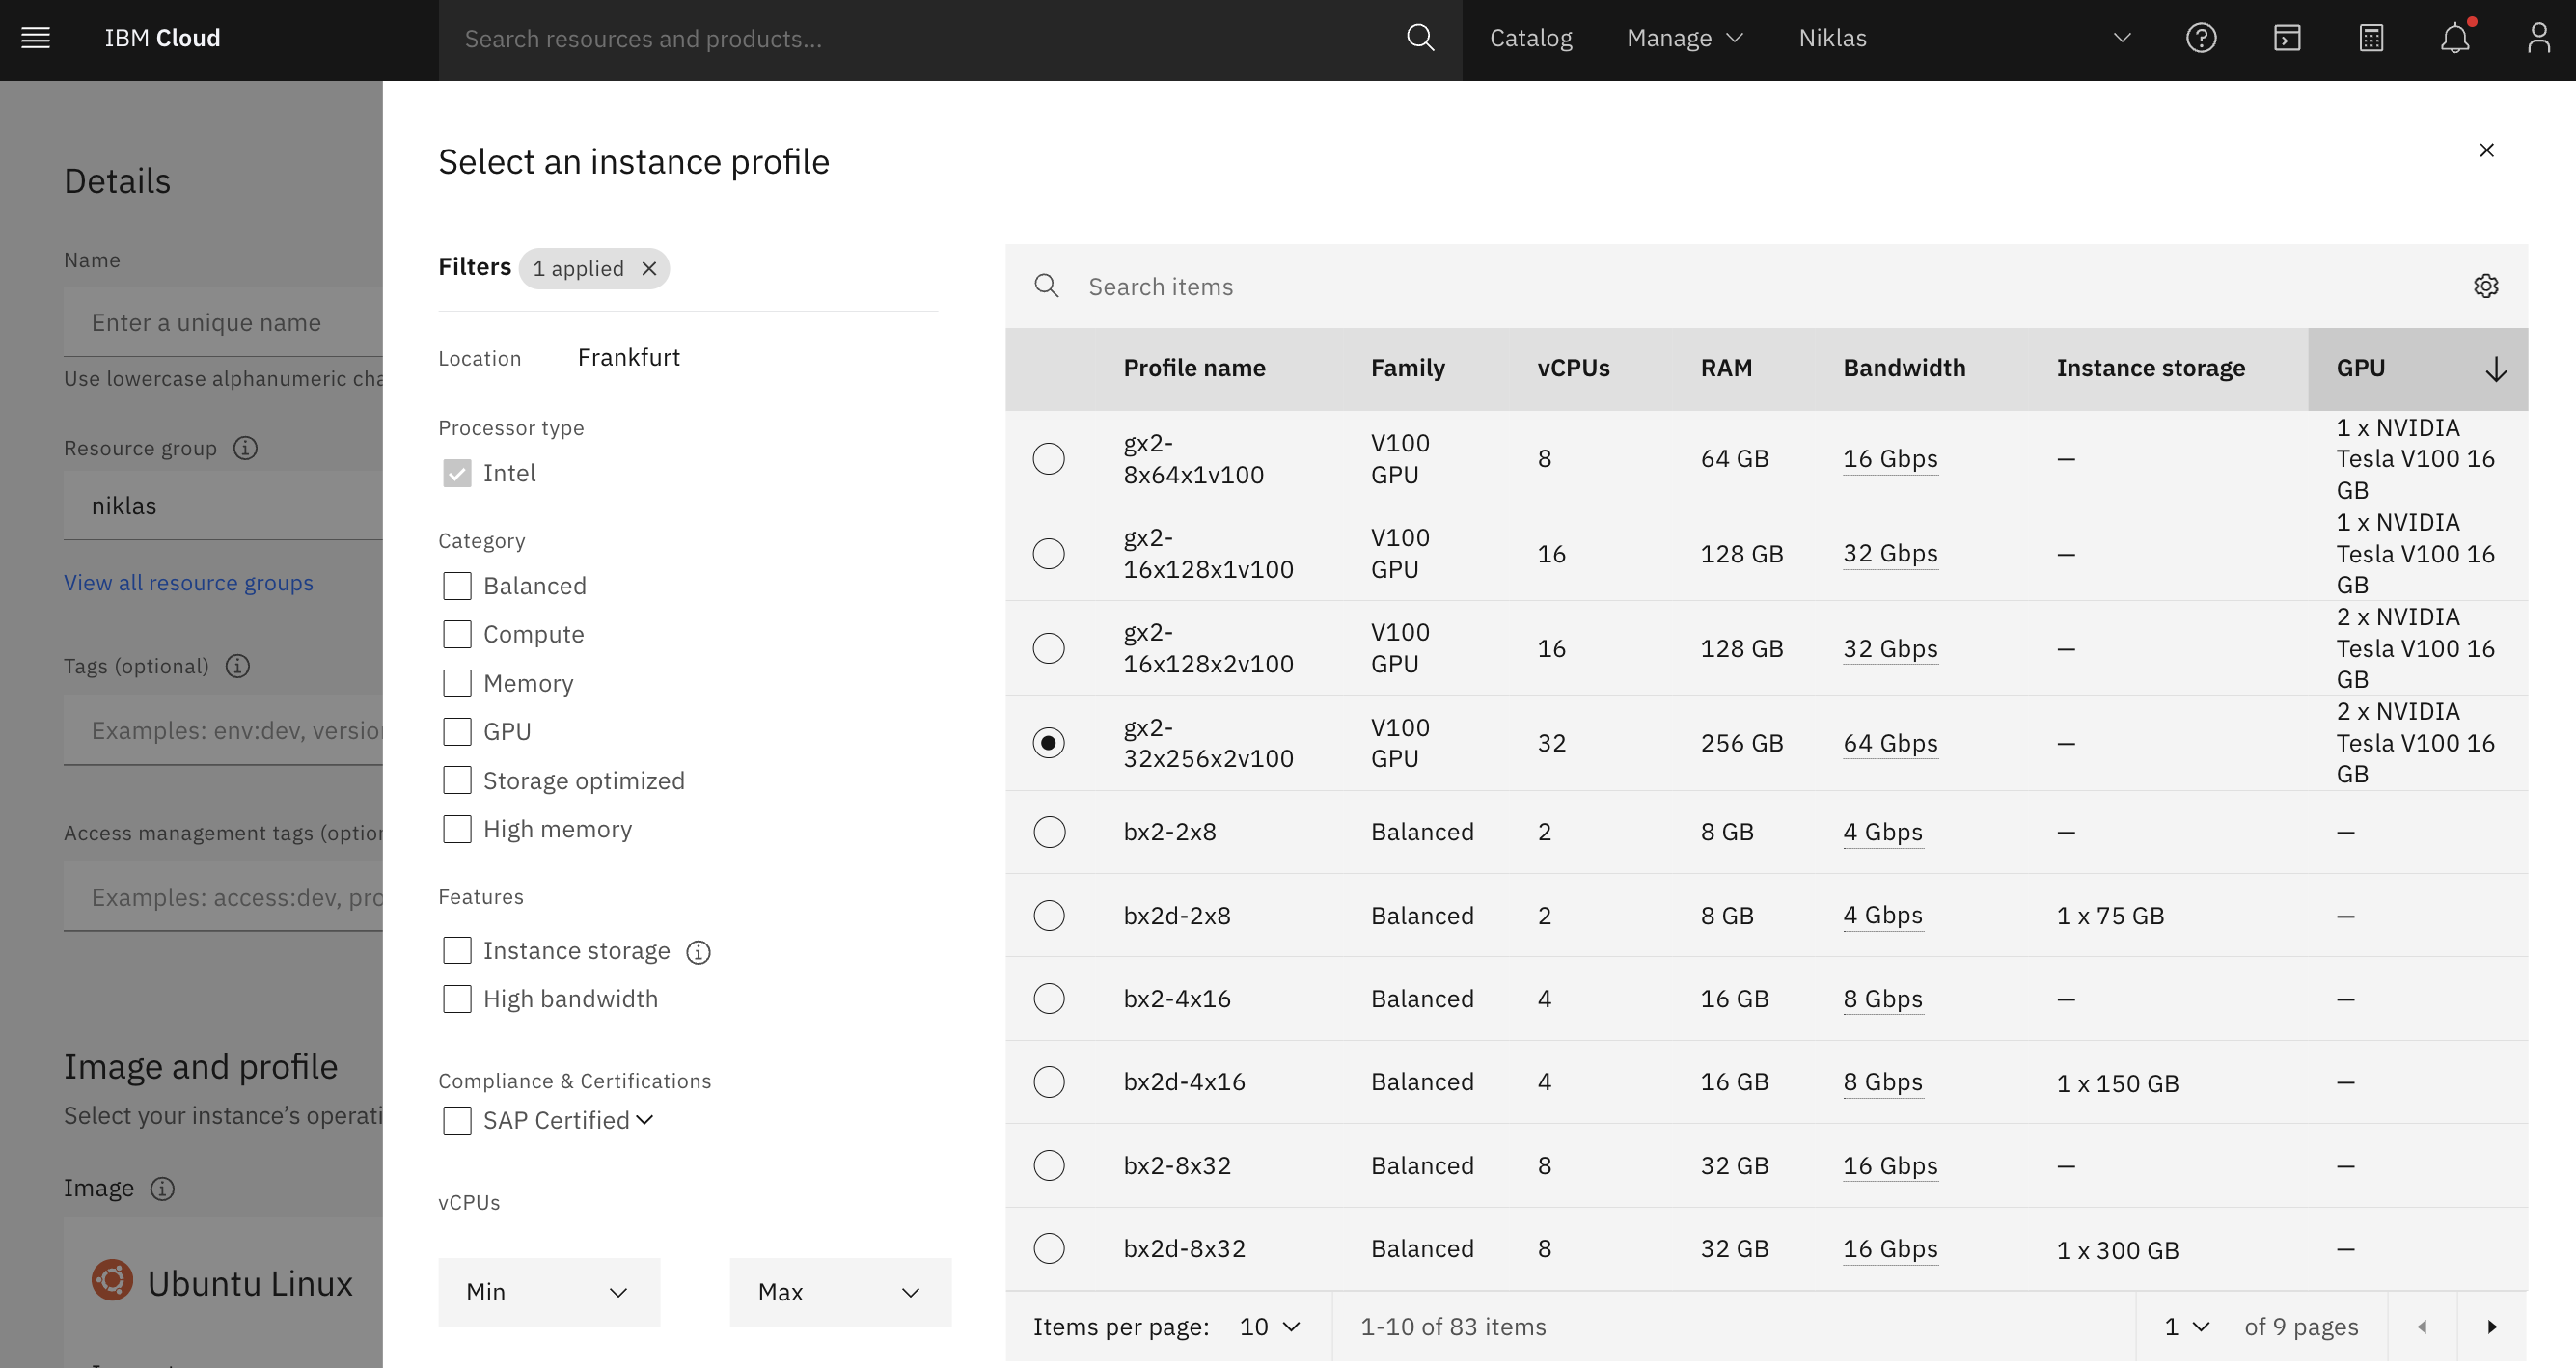 IBM Cloud
Search resources and products...
Catalog
Manage
Niklas
Details
Name
Enter a unique name
Use lowercase alphanumeric cha
Resource group
niklas
View all resource groups
Tags (optional)
Examples: env:dev, version
Access management tags (option
Examples: access:dev, pro
Image and profile
Select your instance’s operati
Image
Ubuntu Linux
Select an instance profile
Filters 1 applied
Location Frankfurt
Processor type
Intel
Category
Balanced
Compute
Memory
GPU
Storage optimized
High memory
Features
Instance storage
High bandwidth
Compliance & Certifications
SAP Certified
vCPUs
Min
Max
Search items
Profile name Family vCPUs RAM Bandwidth Instance storage GPU
gx2-
8x64x1v100
V100
GPU
8
64 GB
16 Gbps
–
1 x NVIDIA
Tesla V100 16
GB
gx2-
16x128x1v100
V100
GPU
16
128 GB
32 Gbps
–
1 x NVIDIA
Tesla V100 16
GB
gx2-
16x128x2v100
V100
GPU
16
128 GB
32 Gbps
–
2 x NVIDIA
Tesla V100 16
GB
gx2-
32x256x2v100
V100
GPU
32
256 GB
64 Gbps
–
2 x NVIDIA
Tesla V100 16
GB
bx2-2x8 Balanced 2 8 GB 4 Gbps – –
bx2d-2x8 Balanced 2 8 GB 4 Gbps 1 x 75 GB –
bx2-4x16 Balanced 4 16 GB 8 Gbps – –
bx2d-4x16 Balanced 4 16 GB 8 Gbps 1 x 150 GB –
bx2-8x32 Balanced 8 32 GB 16 Gbps – –
bx2d-8x32 Balanced 8 32 GB 16 Gbps 1 x 300 GB –
Items per page: 10 1-10 of 83 items 1 of 9 pages